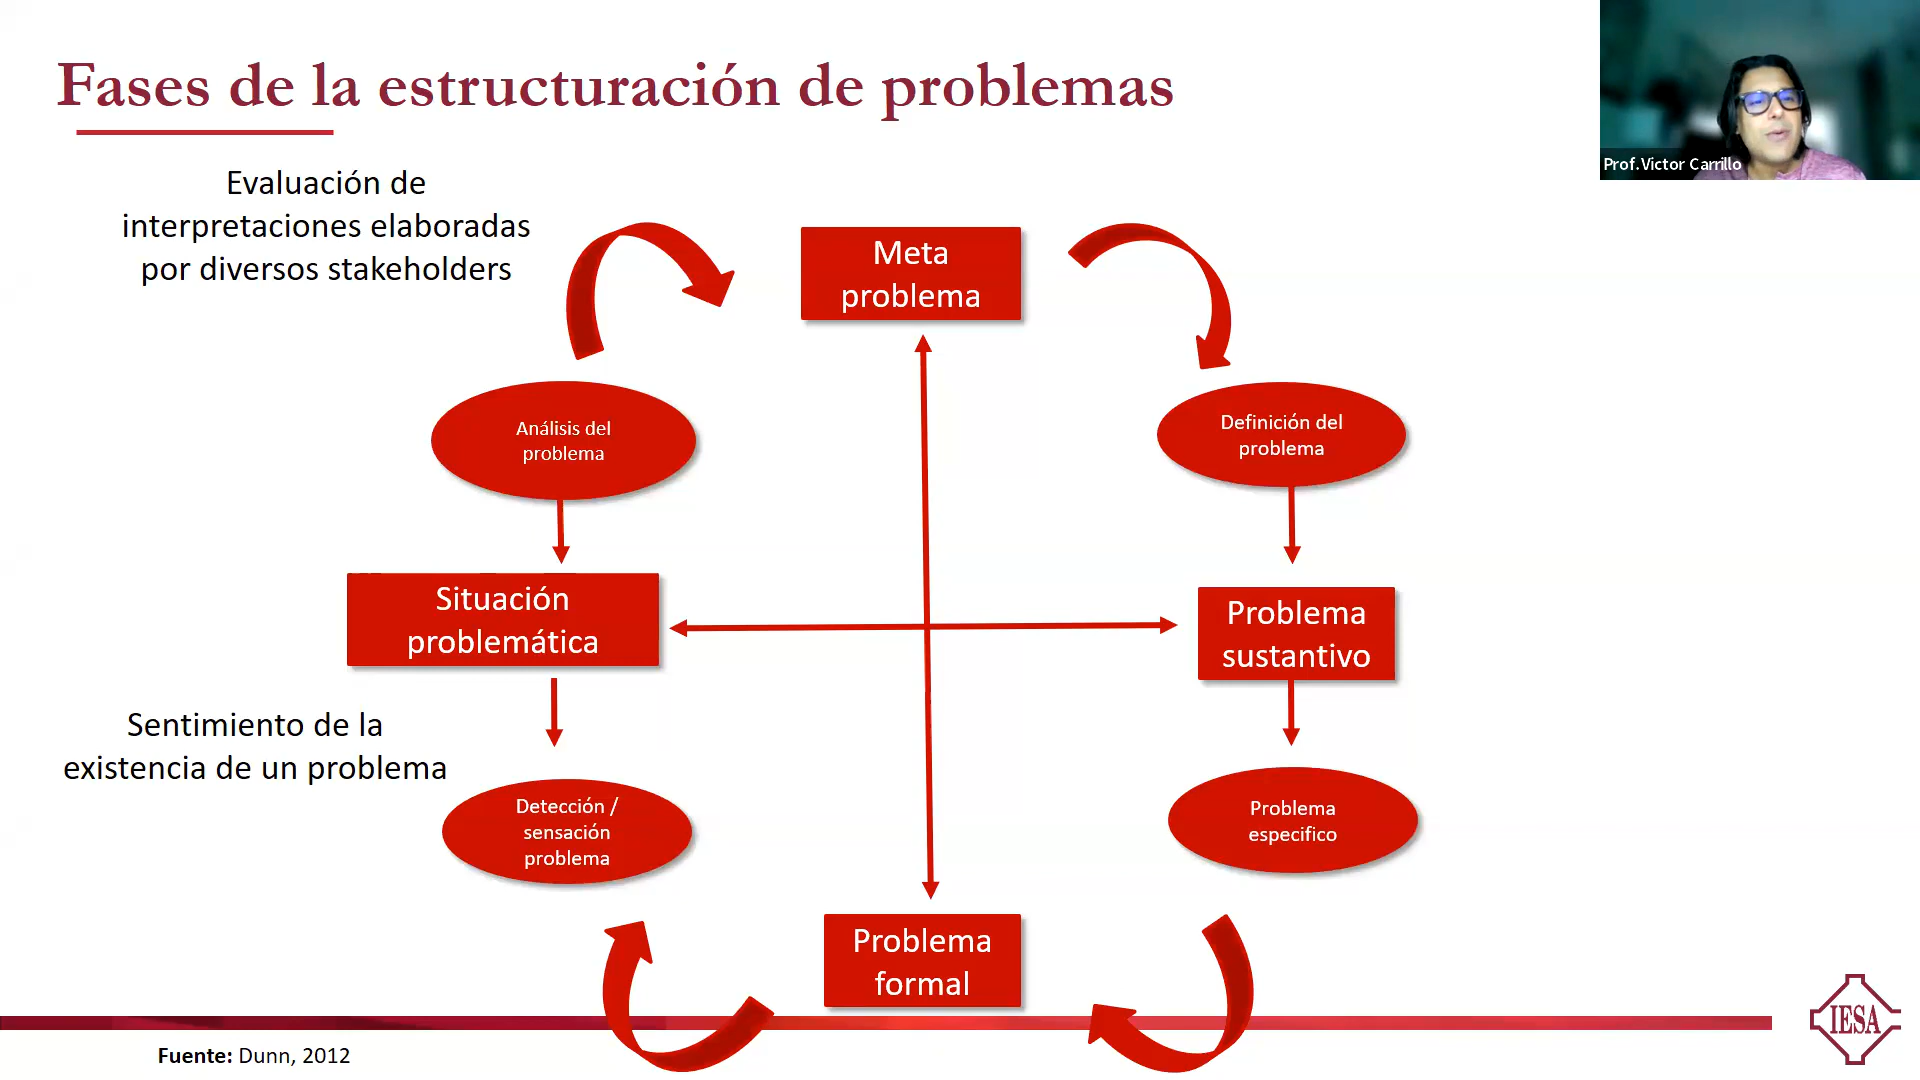 Fases de la estructuración de problemas
Prof. Victor Carrillo
Evaluación de
interpretaciones elaboradas
por diversos stakeholders
Meta
problema
Análisis del
problema
Definición del
problema
Situación
problemática
Problema
sustantivo
Sentimiento de la
existencia de un problema
Detección /
sensación
problema
Problema
especifico
Problema
formal
IESA
Fuente: Dunn, 2012